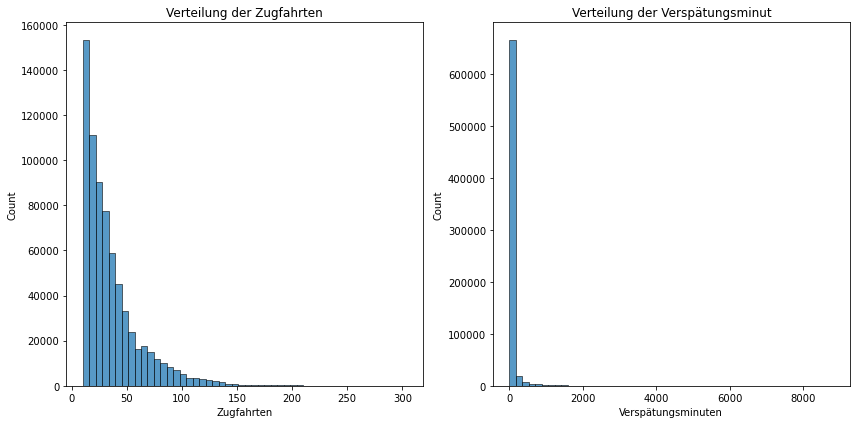 Verteilung der Zugfahrten
160000
140000
120000
100000
80000
60000
40000
20000
0
Count
0 50 100 150 200 250 300
Zugfahrten
Verteilung der Verspätungsminut
600000
500000
400000
300000
200000
100000
0
Count
0 2000 4000 6000 8000
Verspätungsminuten